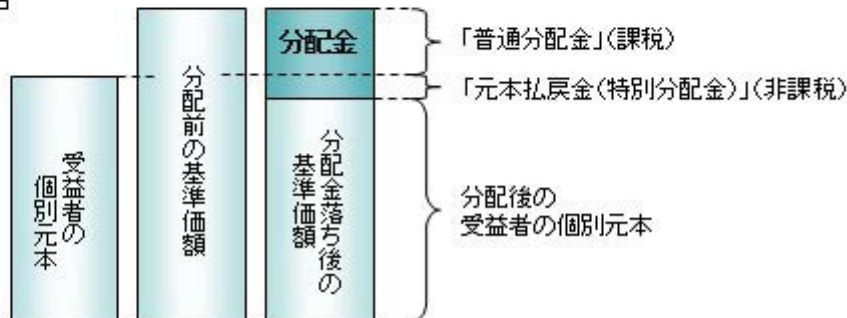 受益者の
個別元本
分配前の基準価額
分配金
分配金落ち後の
基準価額
「普通分配金」(課税)
「元本払戻金(特別分配金)」(非課税)
分配後の
受益者の個別元本